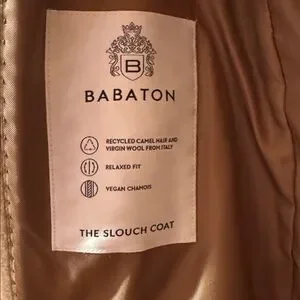 B
BABATON
RECYCLED CAMEL HAIR AND
VIRGIN WOOL FROM ITALY
RELAXED FIT
VEGAN CHAMOIS
THE SLOUCH COAT